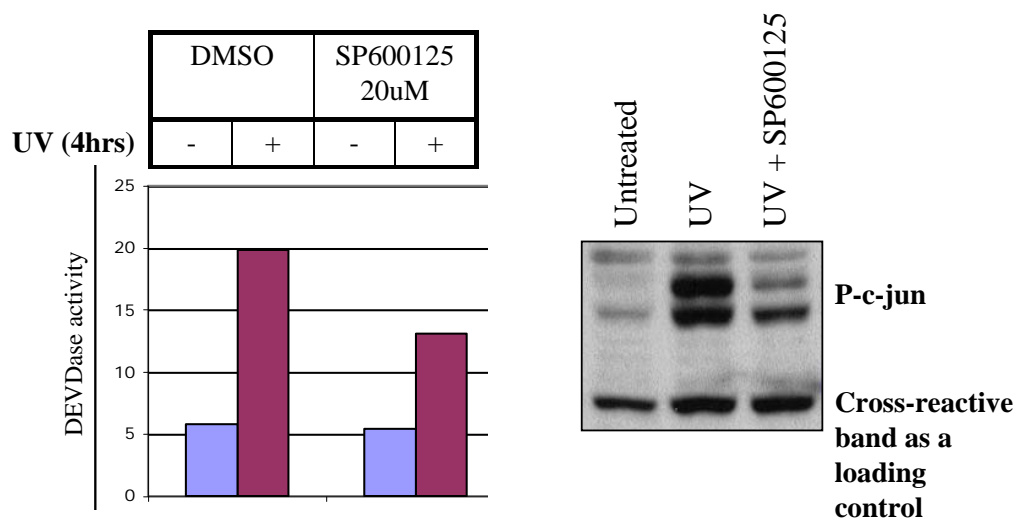 DMSO
SP600125
20uM
UV (4hrs)
- + - +
25
20
15
10
5
0
DEVDase activity
Untreated
UV
UV + SP600125
P-c-jun
Cross-reactive
band as a
loading
control